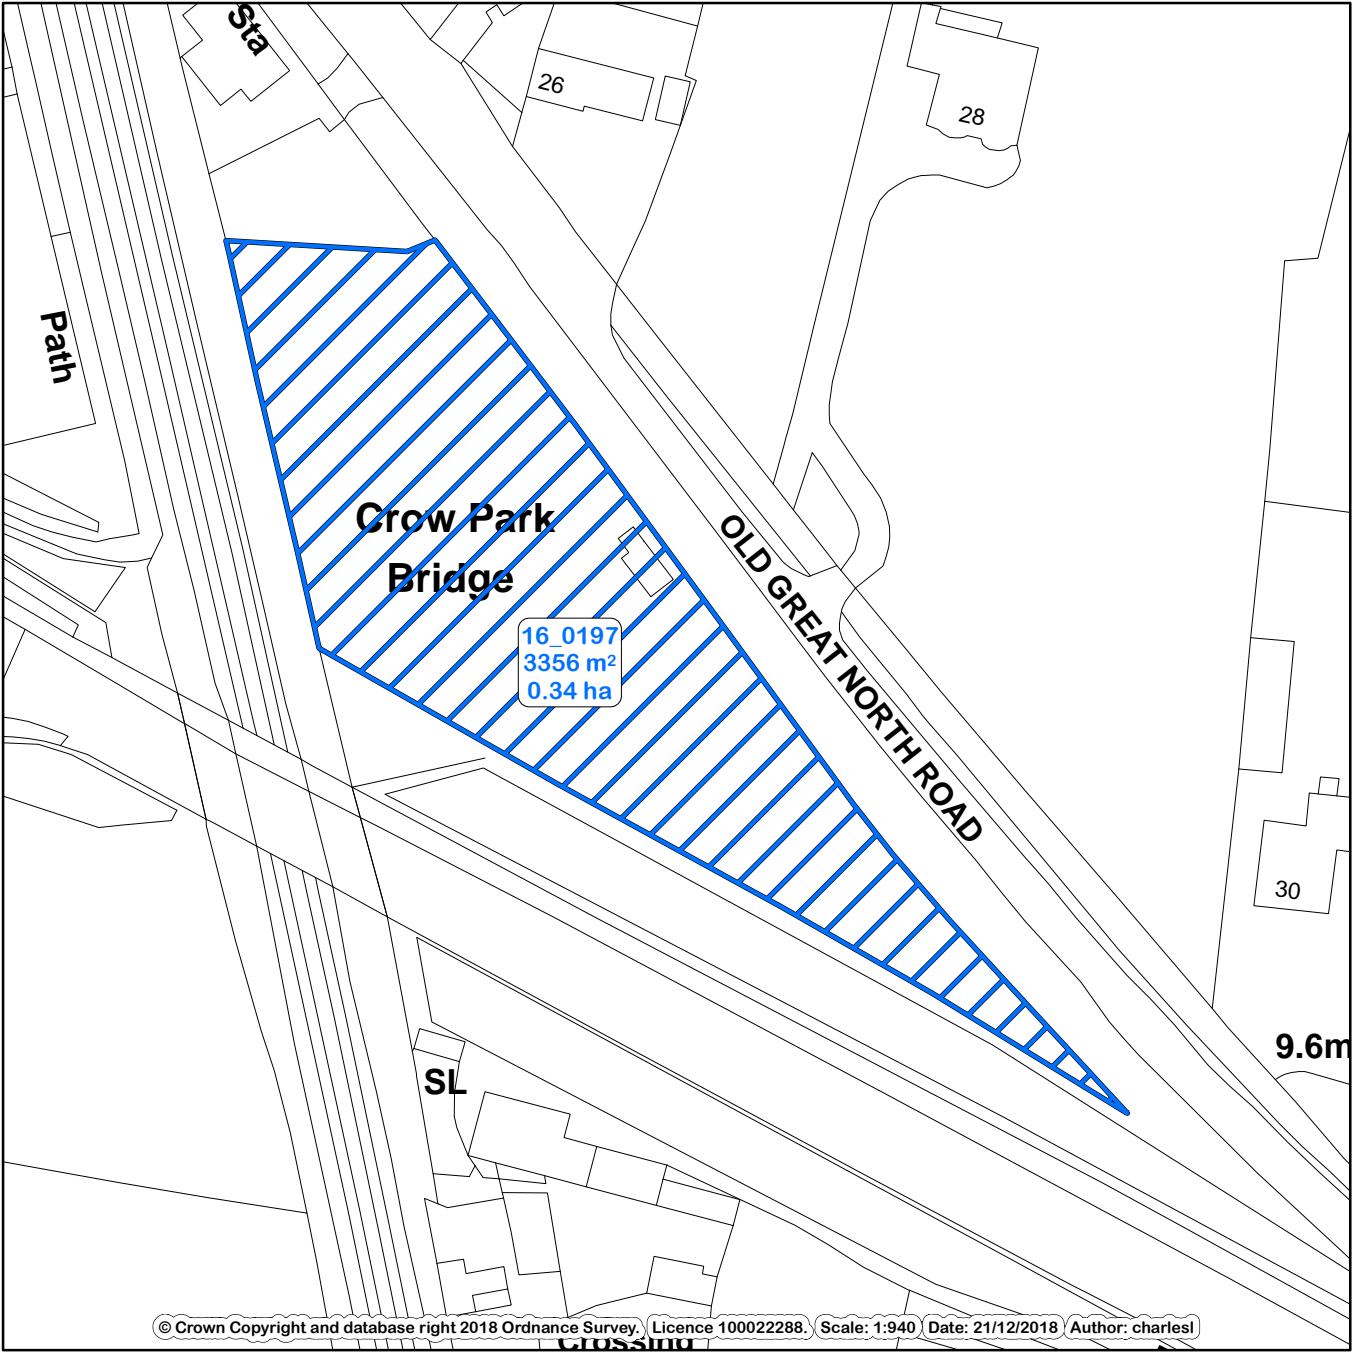 Sta
26
28
Path
Crow Park
Bridge
OLD GREAT NORTH ROAD
16_0197
3356 m²
0.34 ha
30
9.6m
SL
© Crown Copyright and database right 2018 Ordnance Survey. Licence 100022288. Scale: 1:940 Date: 21/12/2018 Author: charlesl
Crossing